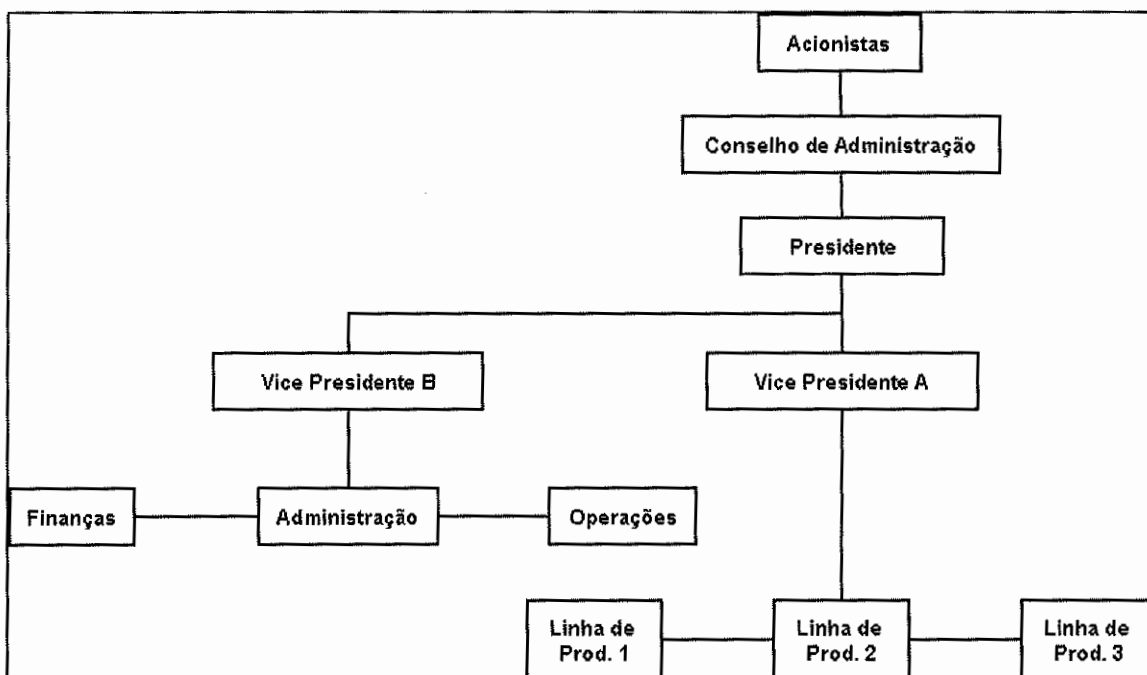 Acionistas
Conselho de Administração
Presidente
Vice Presidente B
Vice Presidente A
Finanças
Administração
Operações
Linha de
Prod. 1
Linha de
Prod. 2
Linha de
Prod. 3